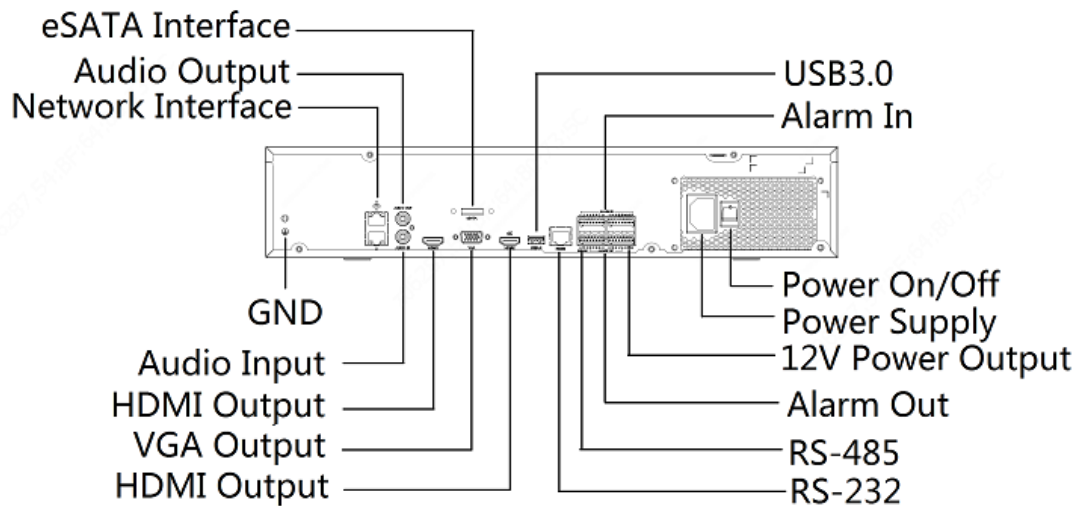 eSATA Interface
Audio Output
Network Interface
GND
Audio Input
HDMI Output
VGA Output
HDMI Output
USB3.0
Alarm In
Power On/Off
Power Supply
12V Power Output
Alarm Out
RS-485
RS-232